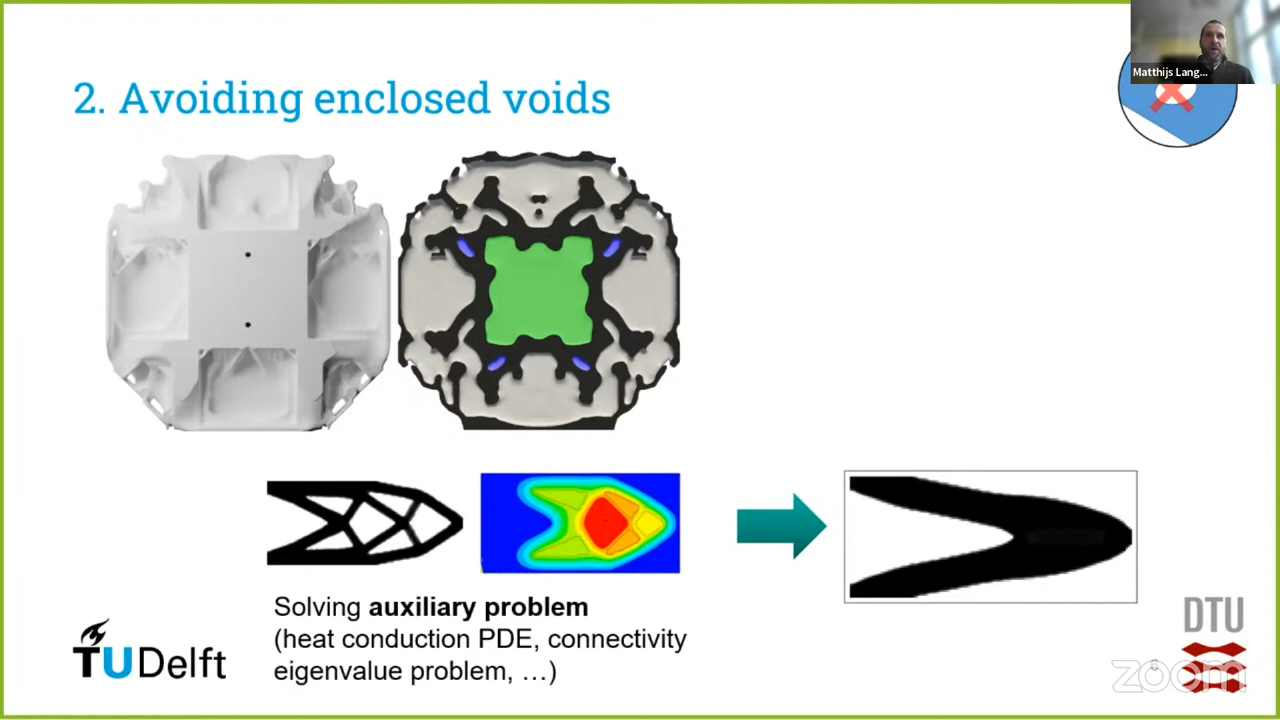 Matthijs Lang...
2. Avoiding enclosed voids
Solving auxiliary problem
(heat conduction PDE, connectivity
eigenvalue problem, …)
TUDelft
DTU
zoom